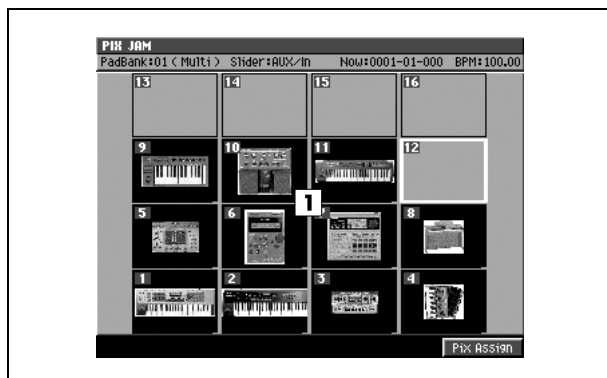 PIX JAM
PadBank:01 (Multi) Slider:AUX/In Now:0001-01-000 BPM:100.00
13 14 15 16
9 10 11 12
1
5 6 7 8
1 2 3 4
Pix Assign